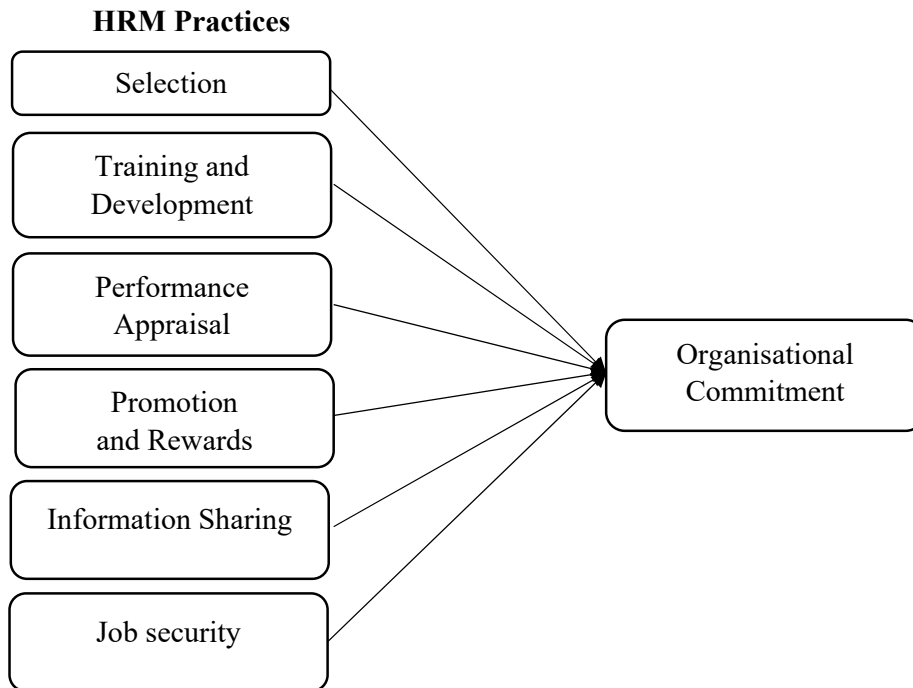 HRM Practices
Selection
Training and
Development
Performance
Appraisal
Promotion
and Rewards
Information Sharing
Job security
Organisational
Commitment